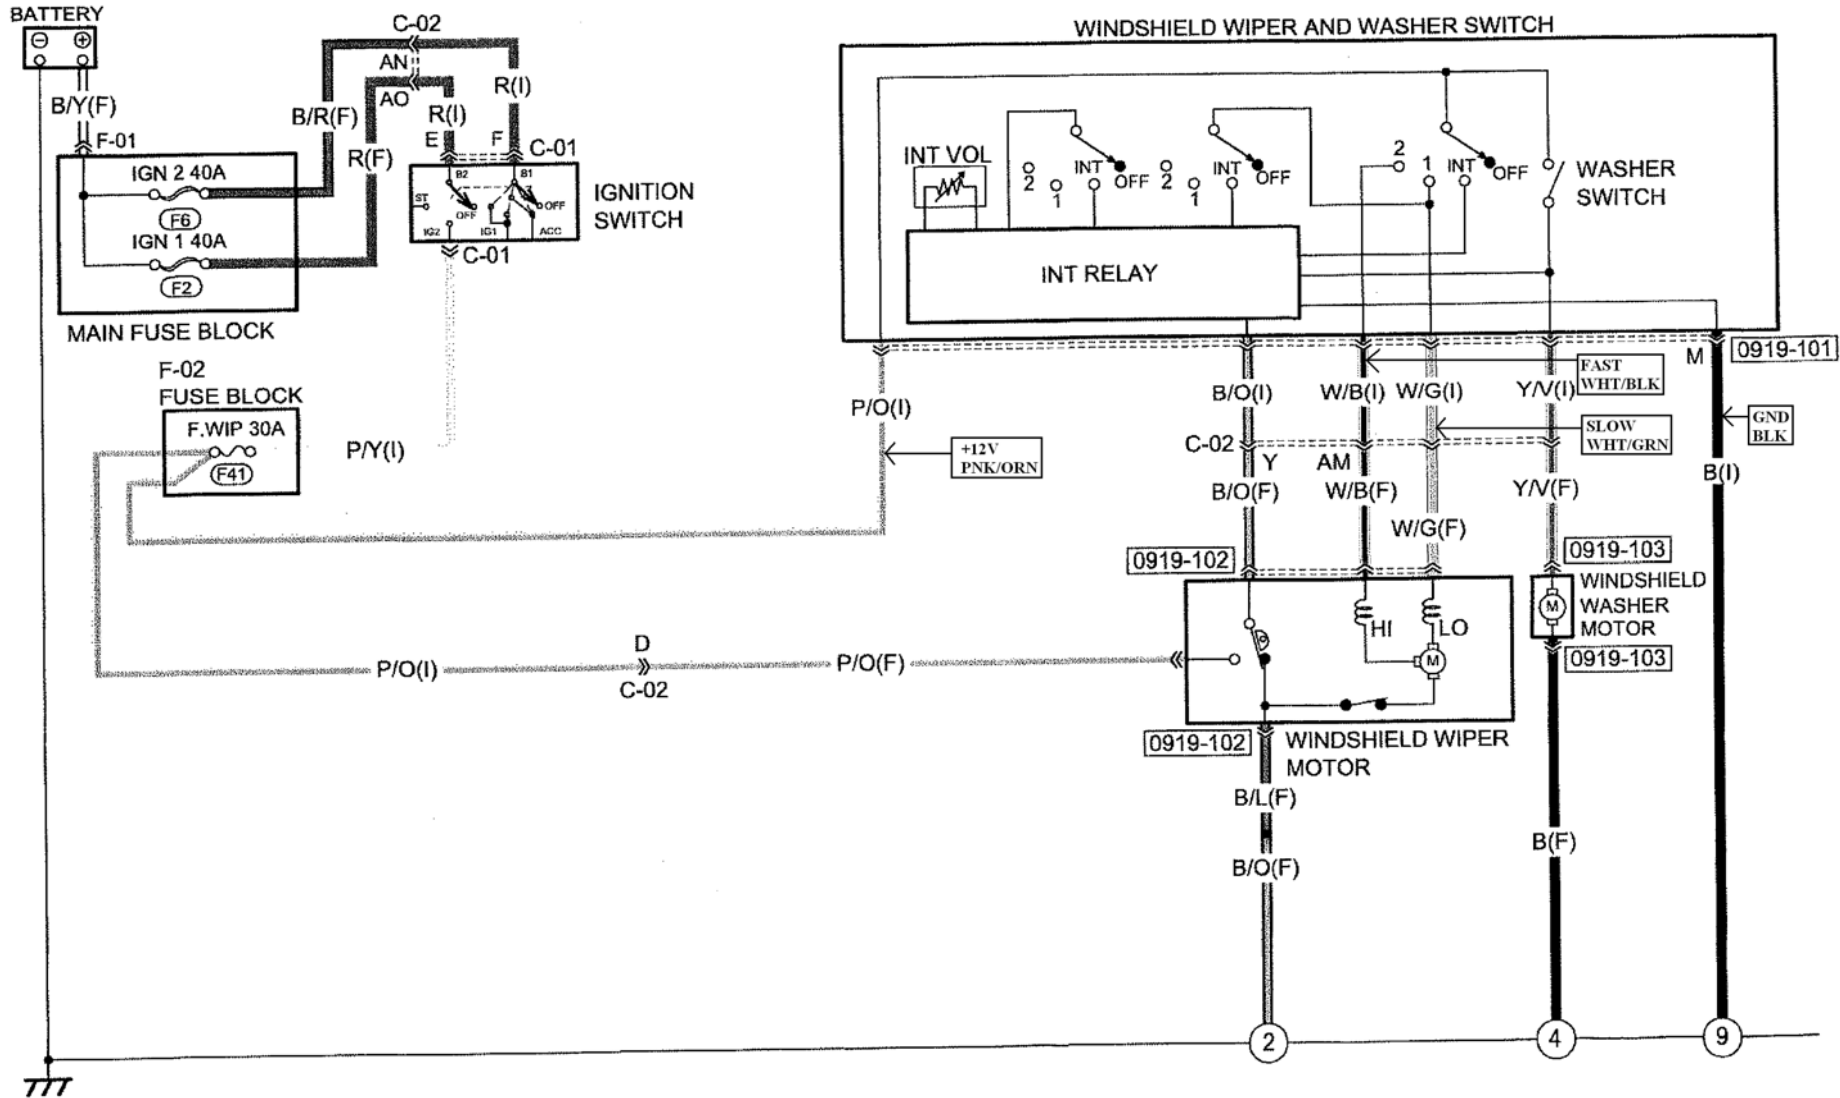 BATTERY
C-02
WINDSHIELD WIPER AND WASHER SWITCH
AN
AO
B/Y(F)
B/R(F)
R(I)
R(I)
F-01
R(F)
E
F
C-01
IGN 2 40A
F6
IGN 1 40A
F2
MAIN FUSE BLOCK
B2
B1
ST
OFF
OFF
IG2
IG1
ACC
IGNITION
SWITCH
C-01
INT VOL
2
1
INT
OFF
2
1
INT
OFF
2
1
INT
OFF
WASHER
SWITCH
INT RELAY
F-02
FUSE BLOCK
F.WIP 30A
F41
P/Y(I)
P/O(I)
+12V
PNK/ORN
B/O(I)
W/B(I)
W/G(I)
Y/V(I)
M
0919-101
FAST
WHT/BLK
SLOW
WHT/GRN
GND
BLK
C-02
Y
AM
B/O(F)
W/B(F)
Y/V(F)
B(I)
W/G(F)
0919-102
0919-103
HI
LO
M
M
WINDSHIELD
WASHER
MOTOR
0919-103
P/O(I)
D
C-02
P/O(F)
0919-102
WINDSHIELD WIPER
MOTOR
B/L(F)
B/O(F)
B(F)
2
4
9